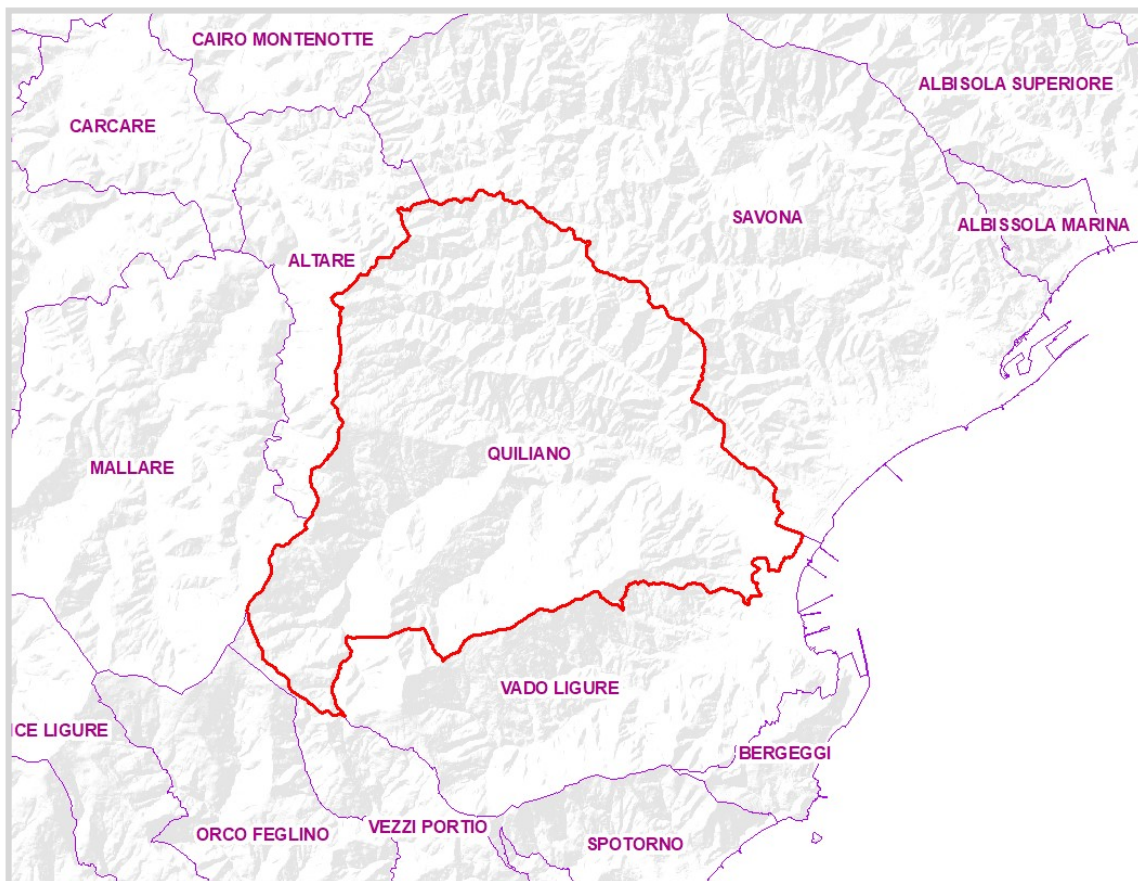 CAIRO MONTENOTTE
ALBISOLA SUPERIORE
CARCARE
SAVONA
ALBISSOLA MARINA
ALTARE
QUILIANO
MALLARE
VADO LIGURE
ICE LIGURE
BERGEGGI
ORCO FEGLINO
VEZZI PORTIO
SPOTORNO